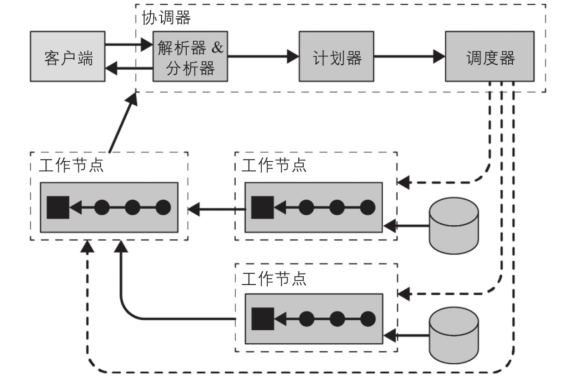 协调器
客户端
解析器 &
分析器
计划器
调度器
工作节点
工作节点
工作节点